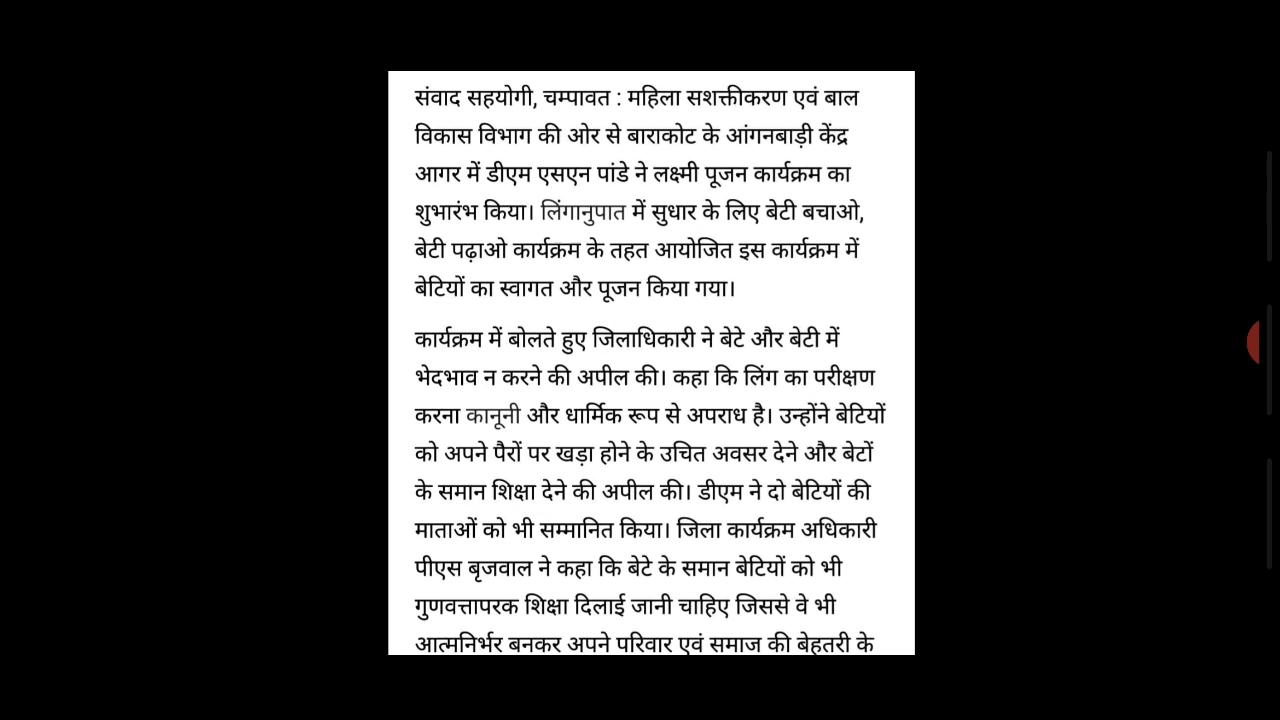 संवाद सहयोगी, चम्पावत : महिला सशक्तीकरण एवं बाल
विकास विभाग की ओर से बाराकोट के आंगनबाड़ी केंद्र
आगर में डीएम एसएन पांडे ने लक्ष्मी पूजन कार्यक्रम का
शुभारंभ किया। लिंगानुपात में सुधार के लिए बेटी बचाओ,
बेटी पढ़ाओ कार्यक्रम के तहत आयोजित इस कार्यक्रम में
बेटियों का स्वागत और पूजन किया गया।
कार्यक्रम में बोलते हुए जिलाधिकारी ने बेटे और बेटी में
भेदभाव न करने की अपील की। कहा कि लिंग का परीक्षण
करना कानूनी और धार्मिक रूप से अपराध है। उन्होंने बेटियों
को अपने पैरों पर खड़ा होने के उचित अवसर देने और बेटों
के समान शिक्षा देने की अपील की। डीएम ने दो बेटियों की
माताओं को भी सम्मानित किया। जिला कार्यक्रम अधिकारी
पीएस बृजवाल ने कहा कि बेटे के समान बेटियों को भी
गुणवत्तापरक शिक्षा दिलाई जानी चाहिए जिससे वे भी
आत्मनिर्भर बनकर अपने परिवार एवं समाज की बेहतरी के